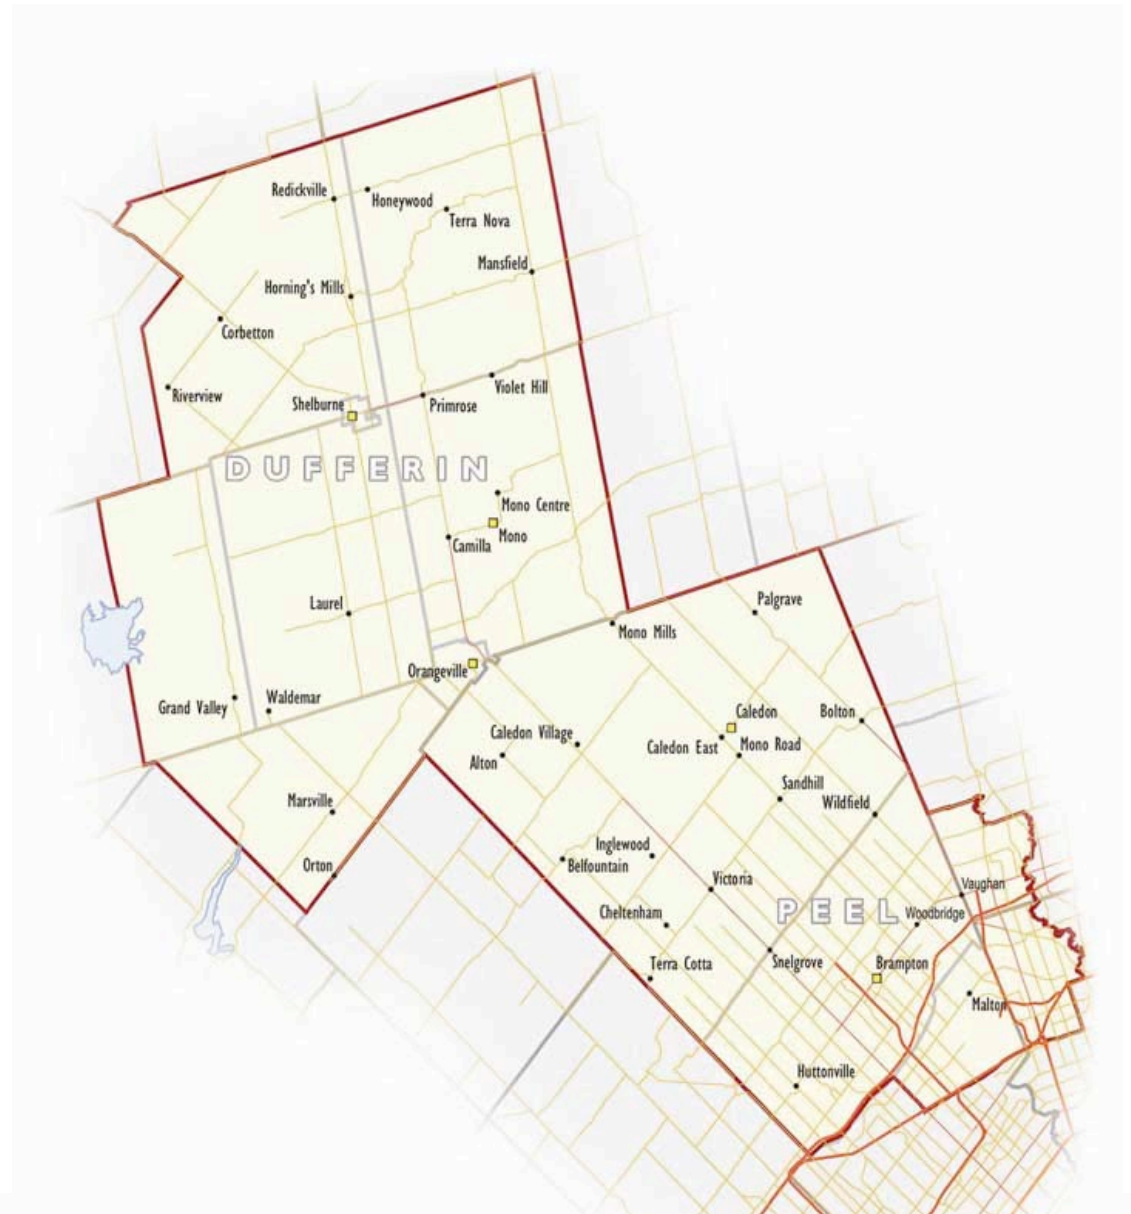 Redickville
Honeywood
Terra Nova
Mansfield
Horning's Mills
Corbetton
Riverview
Violet Hill
Shelburne
Primrose
DUFFERIN
Mono Centre
Mono
Camilla
Laurel
Palgrave
Mono Mills
Orangeville
Grand Valley
Waldemar
Caledon
Bolton
Caledon Village
Caledon East
Mono Road
Alton
Sandhill
Marsville
Wildfield
Inglewood
Orton
Belfountain
Victoria
Vaughan
Cheltenham
PEEL
Woodbridge
Terra Cotta
Snelgrove
Brampton
Malton
Huttonville